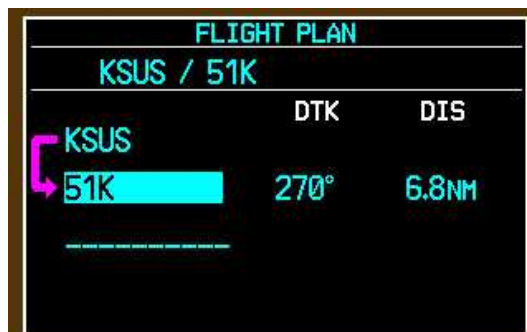 FLIGHT PLAN
KSUS / 51K
DTK DIS
KSUS
51K 270° 6.8NM